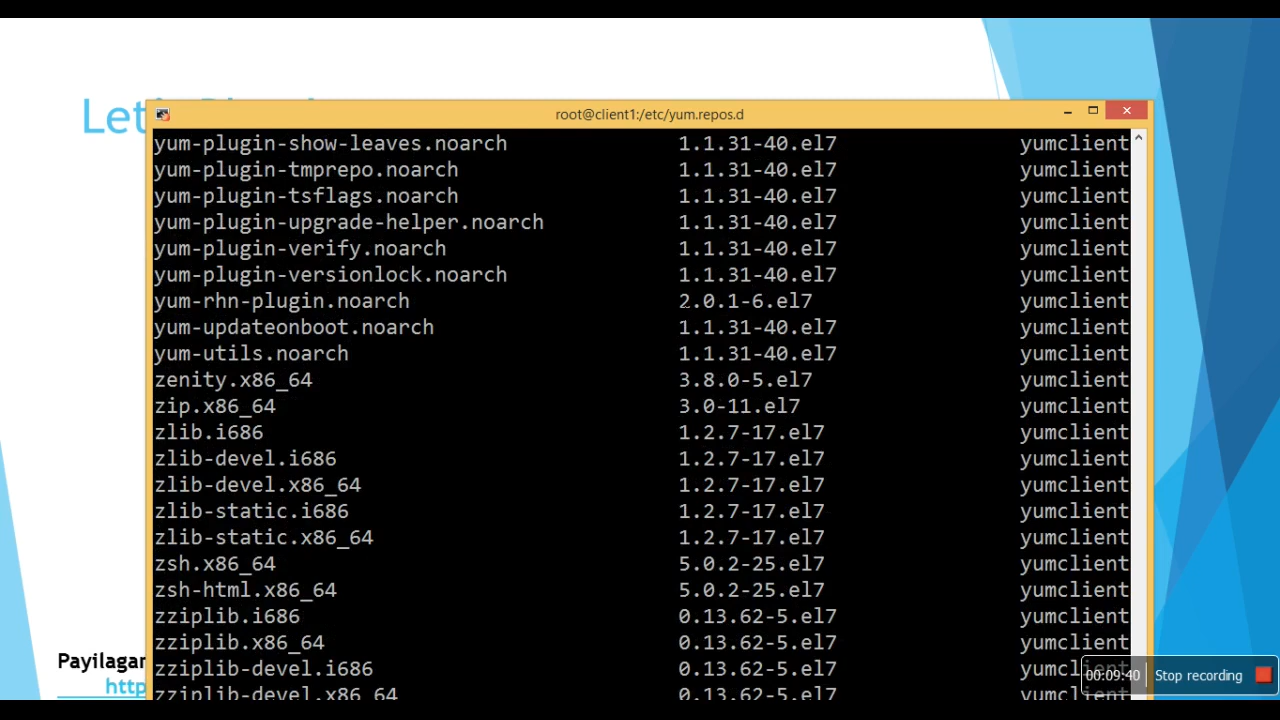 Let
root@client1:/etc/yum.repos.d
yum-plugin-show-leaves.noarch 1.1.31-40.el7 yumclient
yum-plugin-tmprepo.noarch 1.1.31-40.el7 yumclient
yum-plugin-tsflags.noarch 1.1.31-40.el7 yumclient
yum-plugin-upgrade-helper.noarch 1.1.31-40.el7 yumclient
yum-plugin-verify.noarch 1.1.31-40.el7 yumclient
yum-plugin-versionlock.noarch 1.1.31-40.el7 yumclient
yum-rhn-plugin.noarch 2.0.1-6.el7 yumclient
yum-updateonboot.noarch 1.1.31-40.el7 yumclient
yum-utils.noarch 1.1.31-40.el7 yumclient
zenity.x86_64 3.8.0-5.el7 yumclient
zip.x86_64 3.0-11.el7 yumclient
zlib.i686 1.2.7-17.el7 yumclient
zlib-devel.i686 1.2.7-17.el7 yumclient
zlib-devel.x86_64 1.2.7-17.el7 yumclient
zlib-static.i686 1.2.7-17.el7 yumclient
zlib-static.x86_64 1.2.7-17.el7 yumclient
zsh.x86_64 5.0.2-25.el7 yumclient
zsh-html.x86_64 5.0.2-25.el7 yumclient
zziplib.i686 0.13.62-5.el7 yumclient
zziplib.x86_64 0.13.62-5.el7 yumclient
zziplib-devel.i686 0.13.62-5.el7 yumclient
zziplib-devel.x86_64 0.13.62-5.el7 yumclient
Payilagar
http
00:09:40 Stop recording